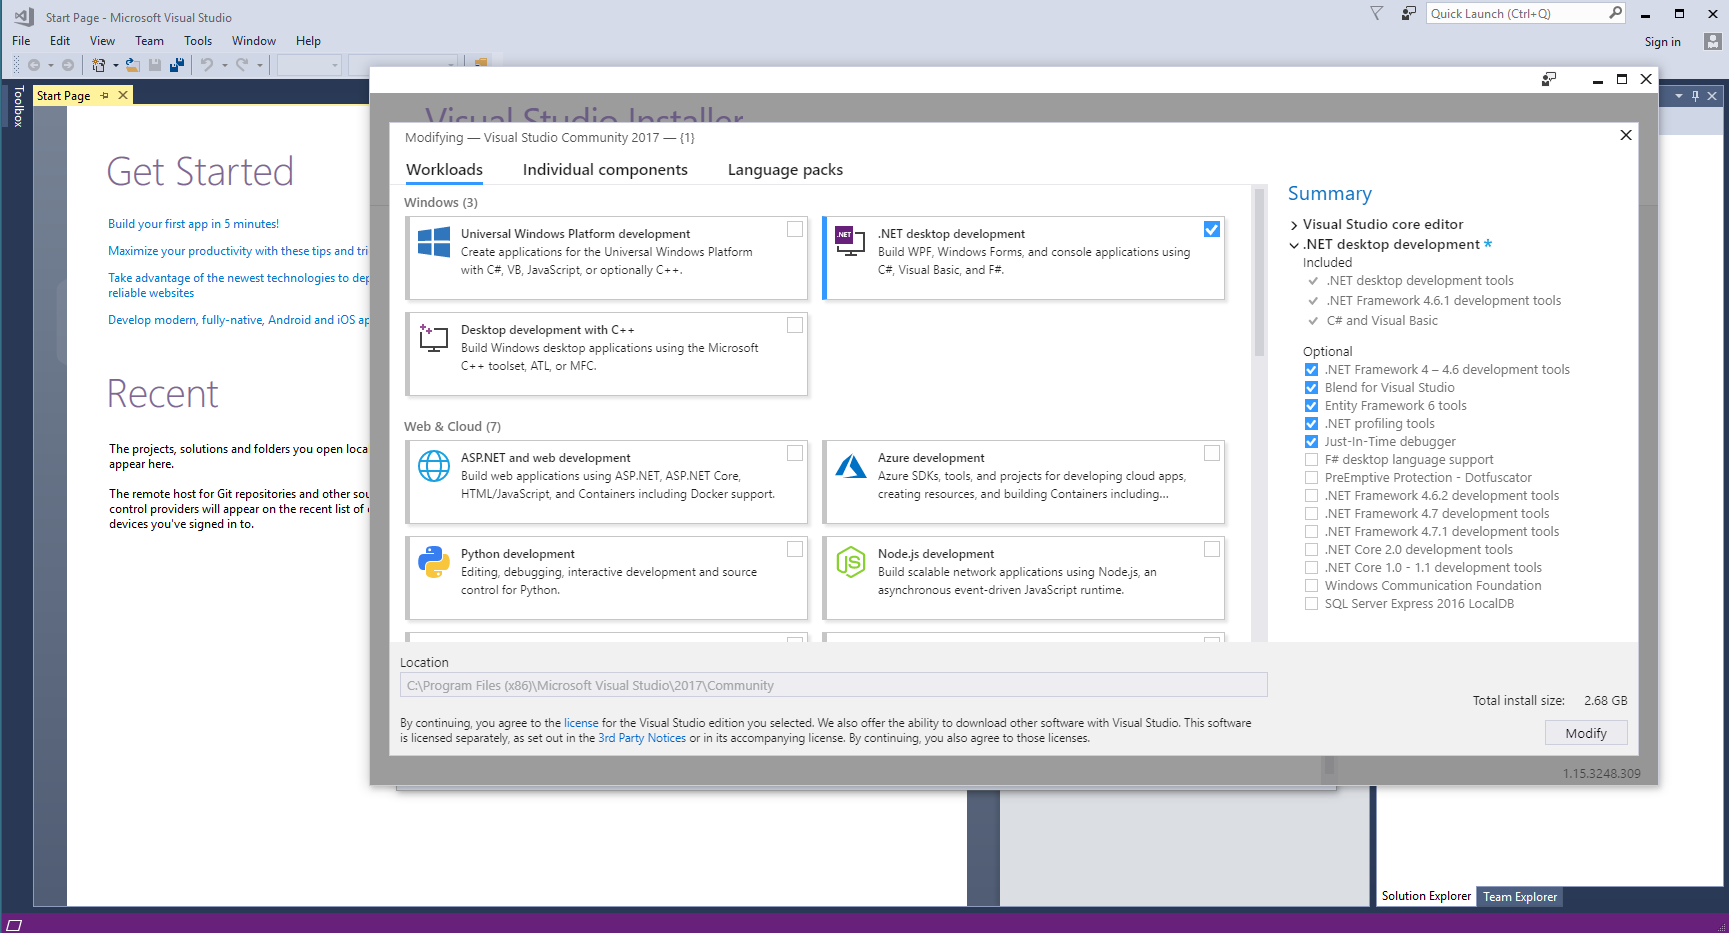 Start Page - Microsoft Visual Studio
Quick Launch (Ctrl+Q)
File Edit View Team Tools Window Help
Sign in
Toolbox
Start Page
Get Started
Build your first app in 5 minutes!
Maximize your productivity with these tips and tri
Take advantage of the newest technologies to dep
reliable websites
Develop modern, fully-native, Android and iOS ap
Recent
The projects, solutions and folders you open loca
appear here.
The remote host for Git repositories and other sou
control providers will appear on the recent list of
devices you've signed in to.
Visual Studio Installer
Modifying — Visual Studio Community 2017 — {1}
Workloads Individual components Language packs
Windows (3)
Universal Windows Platform development
Create applications for the Universal Windows Platform
with C#, VB, JavaScript, or optionally C++.
.NET
.NET desktop development
Build WPF, Windows Forms, and console applications using
C#, Visual Basic, and F#.
Desktop development with C++
Build Windows desktop applications using the Microsoft
C++ toolset, ATL, or MFC.
Web & Cloud (7)
ASP.NET and web development
Build web applications using ASP.NET, ASP.NET Core,
HTML/JavaScript, and Containers including Docker support.
Azure development
Azure SDKs, tools, and projects for developing cloud apps,
creating resources, and building Containers including...
Python development
Editing, debugging, interactive development and source
control for Python.
JS
Node.js development
Build scalable network applications using Node.js, an
asynchronous event-driven JavaScript runtime.
Summary
Visual Studio core editor
.NET desktop development *
Included
.NET desktop development tools
.NET Framework 4.6.1 development tools
C# and Visual Basic
Optional
.NET Framework 4 – 4.6 development tools
Blend for Visual Studio
Entity Framework 6 tools
.NET profiling tools
Just-In-Time debugger
F# desktop language support
PreEmptive Protection - Dotfuscator
.NET Framework 4.6.2 development tools
.NET Framework 4.7 development tools
.NET Framework 4.7.1 development tools
.NET Core 2.0 development tools
.NET Core 1.0 - 1.1 development tools
Windows Communication Foundation
SQL Server Express 2016 LocalDB
Location
C:\Program Files (x86)\Microsoft Visual Studio\2017\Community
By continuing, you agree to the license for the Visual Studio edition you selected. We also offer the ability to download other software with Visual Studio. This software
is licensed separately, as set out in the 3rd Party Notices or in its accompanying license. By continuing, you also agree to those licenses.
Total install size: 2.68 GB
Modify
1.15.3248.309
Solution Explorer Team Explorer